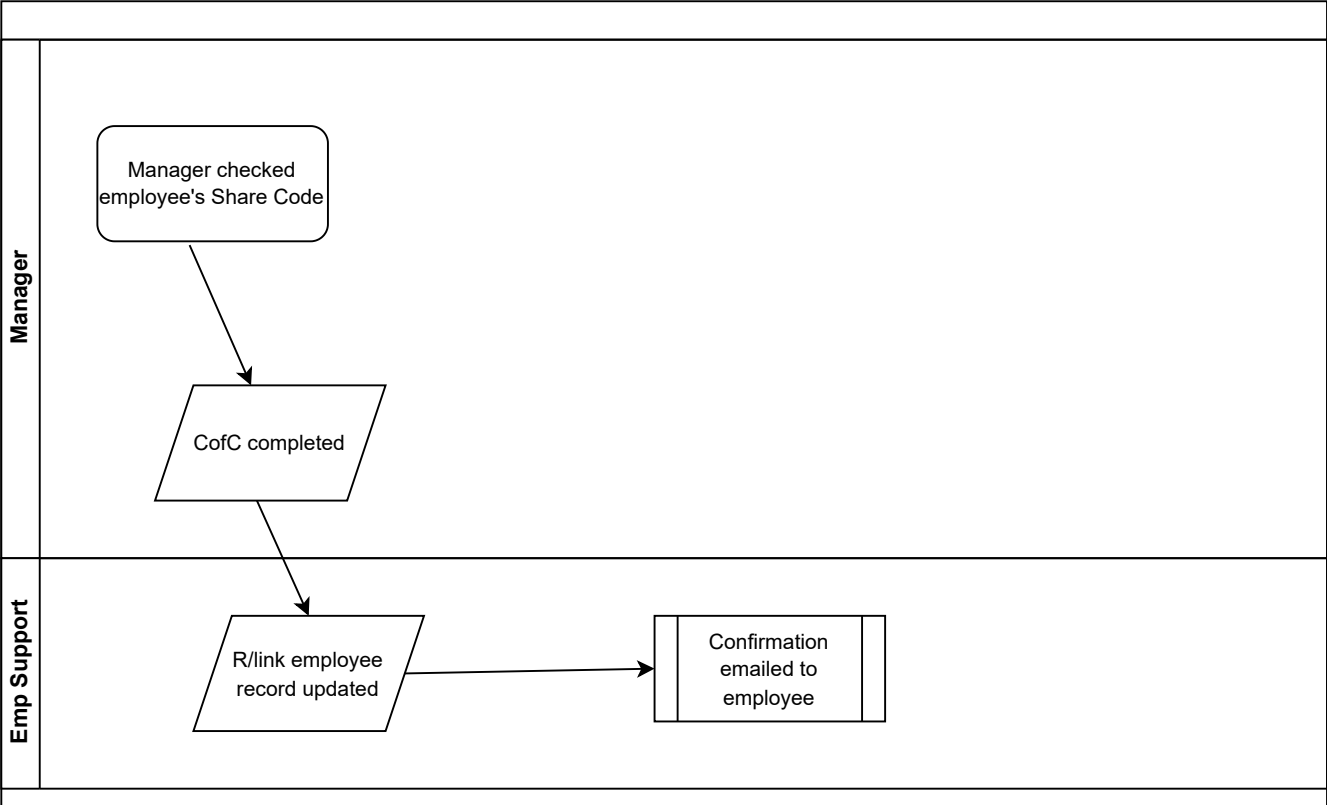 Manager
Manager checked
employee's Share Code
CofC completed
Emp Support
R/link employee
record updated
Confirmation
emailed to
employee